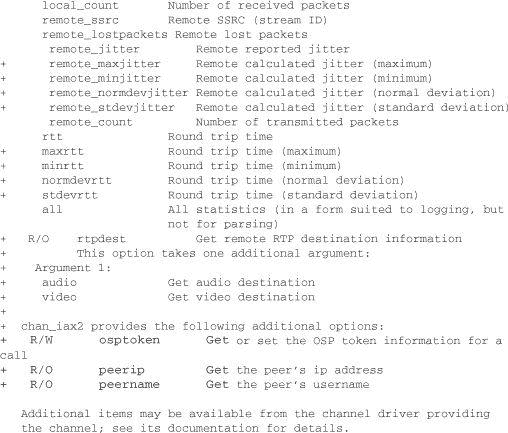 local_count Number of received packets
remote_ssrc Remote SSRC (stream ID)
remote_lostpackets Remote lost packets
remote_jitter Remote reported jitter
+ remote_maxjitter Remote calculated jitter (maximum)
+ remote_minjitter Remote calculated jitter (minimum)
+ remote_normdevjitter Remote calculated jitter (normal deviation)
+ remote_stdevjitter Remote calculated jitter (standard deviation)
remote_count Number of transmitted packets
rtt Round trip time
+ maxrtt Round trip time (maximum)
+ minrtt Round trip time (minimum)
+ normdevrtt Round trip time (normal deviation)
+ stdevrtt Round trip time (standard deviation)
all All statistics (in a form suited to logging, but
not for parsing)
+ R/O rtpdest Get remote RTP destination information
+ This option takes one additional argument:
+ Argument 1:
+ audio Get audio destination
+ video Get video destination
+
+ chan_iax2 provides the following additional options:
+ R/W osptoken Get or set the OSP token information for a
call
+ R/O peerip Get the peer's ip address
+ R/O peername Get the peer's username
Additional items may be available from the channel driver providing
the channel; see its documentation for details.